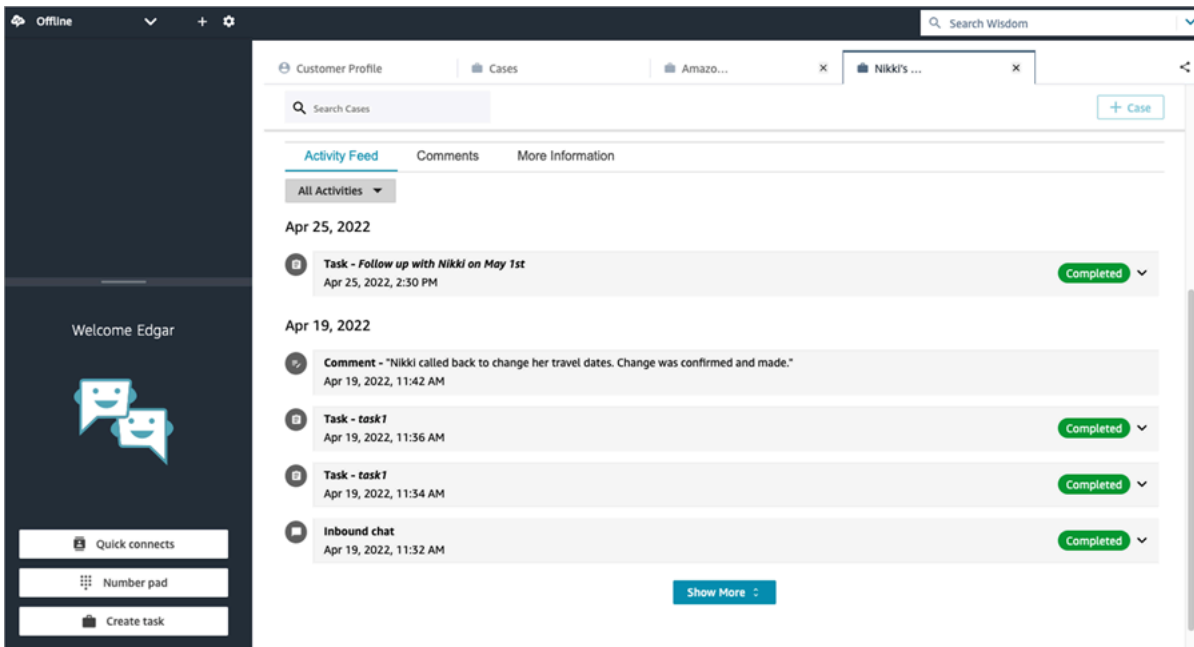 Offline
Search Wisdom
Customer Profile
Cases
Amazo...
Nikki's ...
Search Cases
+ Case
Activity Feed
Comments
More Information
All Activities
Apr 25, 2022
Task - Follow up with Nikki on May 1st
Apr 25, 2022, 2:30 PM
Completed
Apr 19, 2022
Comment - "Nikki called back to change her travel dates. Change was confirmed and made."
Apr 19, 2022, 11:42 AM
Task - task1
Apr 19, 2022, 11:36 AM
Completed
Task - task1
Apr 19, 2022, 11:34 AM
Completed
Inbound chat
Apr 19, 2022, 11:32 AM
Completed
Show More
Welcome Edgar
Quick connects
Number pad
Create task